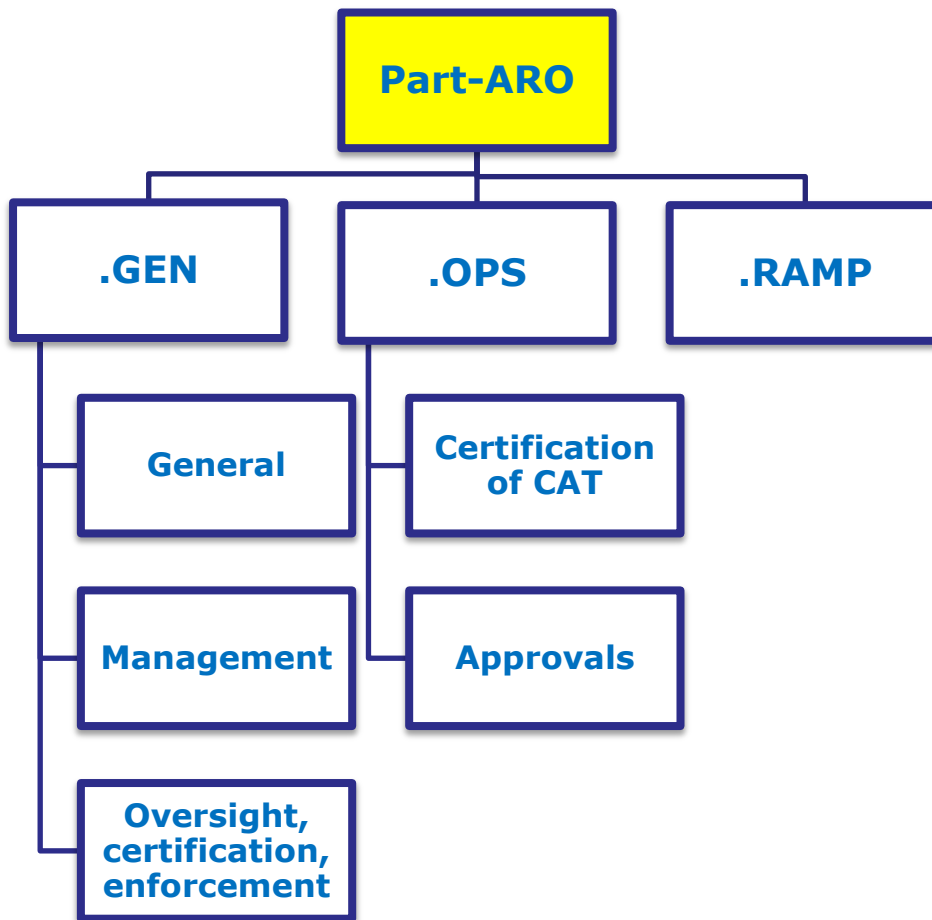 Part-ARO
.GEN
.OPS
.RAMP
General
Certification
of CAT
Management
Approvals
Oversight,
certification,
enforcement